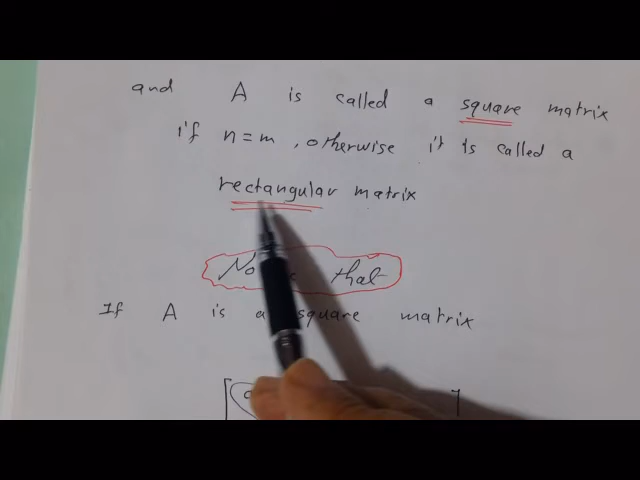 and A is called a square matrix
if n = m , otherwise it is called a
rectangular matrix
that
If A is a square matrix